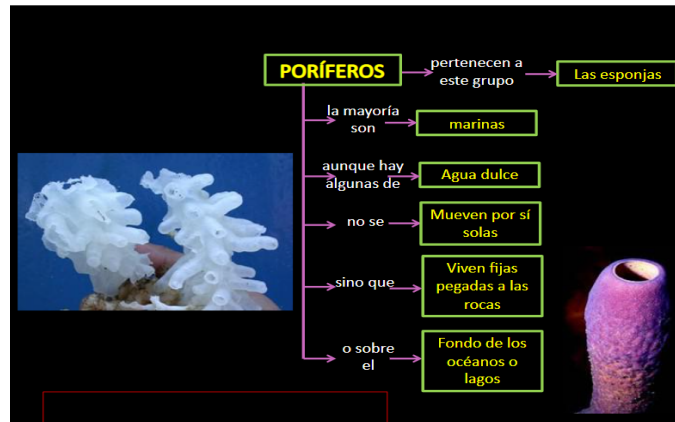 PORÍFEROS
pertenecen a
este grupo
Las esponjas
la mayoría
son
marinas
aunque hay
algunas de
Agua dulce
no se
Mueven por sí
solas
sino que
Viven fijas
pegadas a las
rocas
o sobre
el
Fondo de los
océanos o
lagos